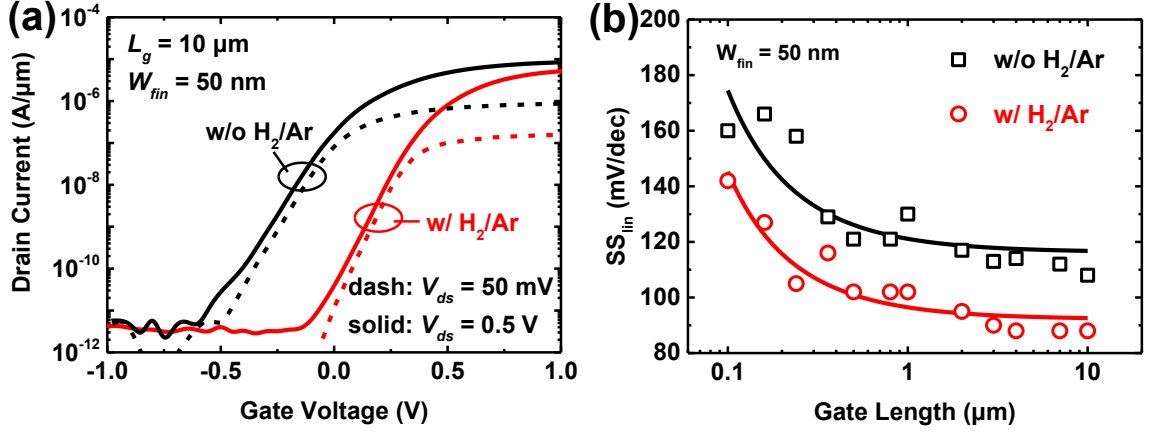 (a)
Drain Current (A/μm)
10⁻⁴
10⁻⁶
10⁻⁸
10⁻¹⁰
10⁻¹²
L_g = 10 μm
W_fin = 50 nm
w/o H₂/Ar
w/ H₂/Ar
dash: V_ds = 50 mV
solid: V_ds = 0.5 V
-1.0 -0.5 0.0 0.5 1.0
Gate Voltage (V)
(b)
SS_lin (mV/dec)
200
180
160
140
120
100
80
W_fin = 50 nm
w/o H₂/Ar
w/ H₂/Ar
0.1 1 10
Gate Length (μm)